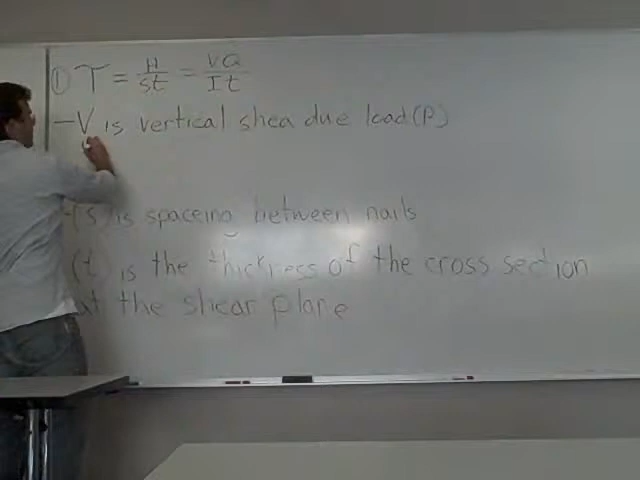 ① τ = H/st = VQ/It
-V is vertical shea due load (P)
(s) is spaceing between nails
(t) is the thickness of the cross section
at the shear plane